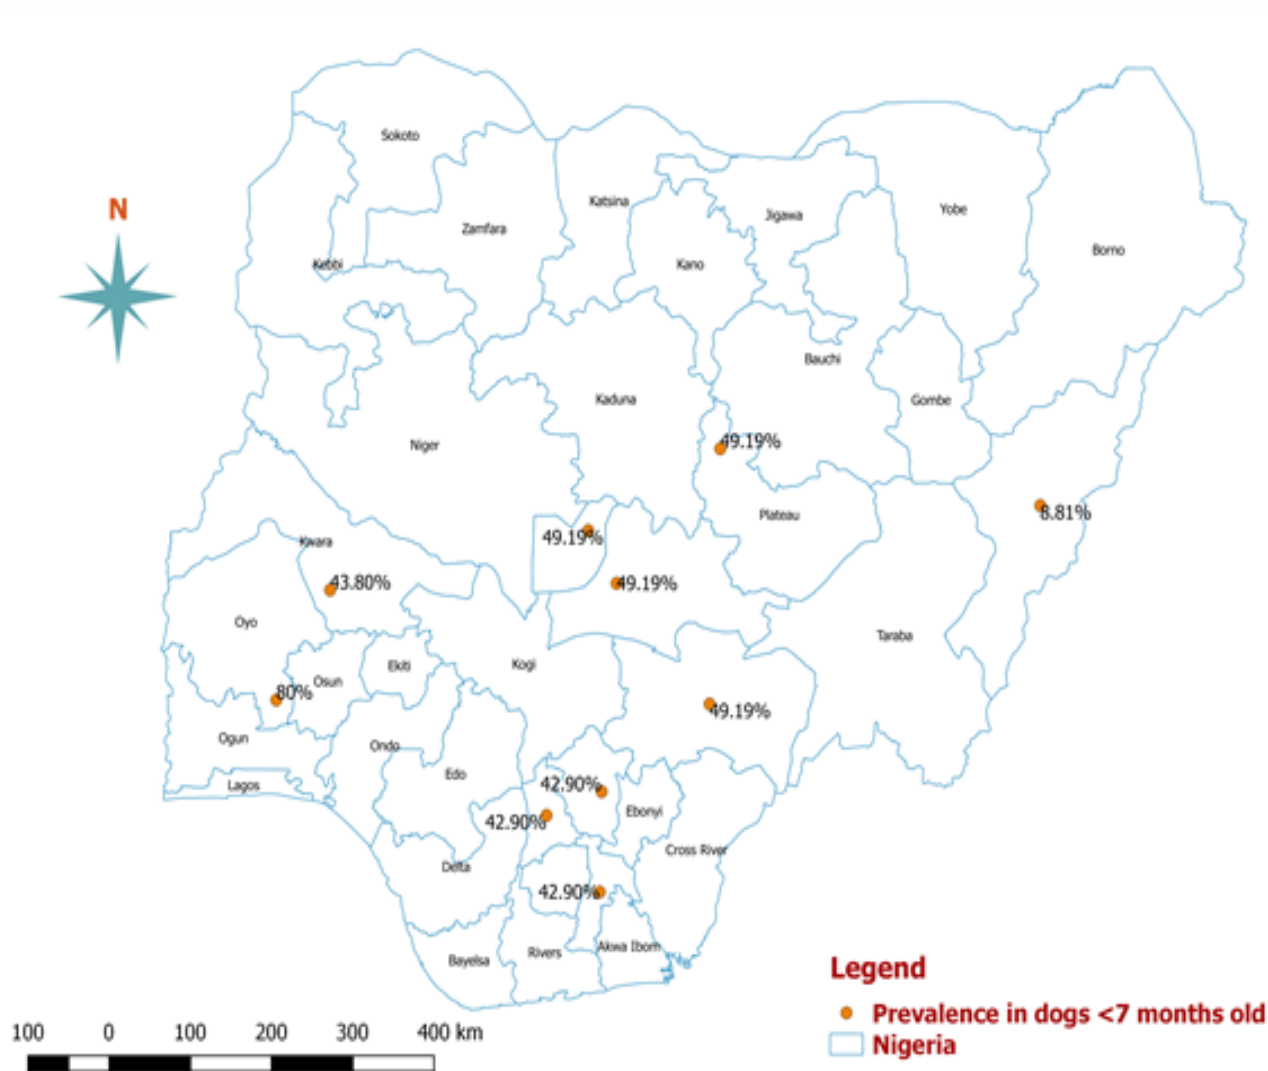 Sokoto
N
Katsina
Jigawa
Yobe
Zamfara
Kebbi
Kano
Borno
Bauchi
Kaduna
Gombe
Niger
49.19%
Plateau
8.81%
49.19%
Kwara
43.80%
49.19%
Oyo
Taraba
Ekiti
Kogi
Osun
80%
49.19%
Ogun
Ondo
Edo
Lagos
42.90%
Ebonyi
42.90%
Cross River
Delta
42.90%
Akwa Ibom
Rivers
Bayelsa
Legend
Prevalence in dogs <7 months old
Nigeria
100 0 100 200 300 400 km